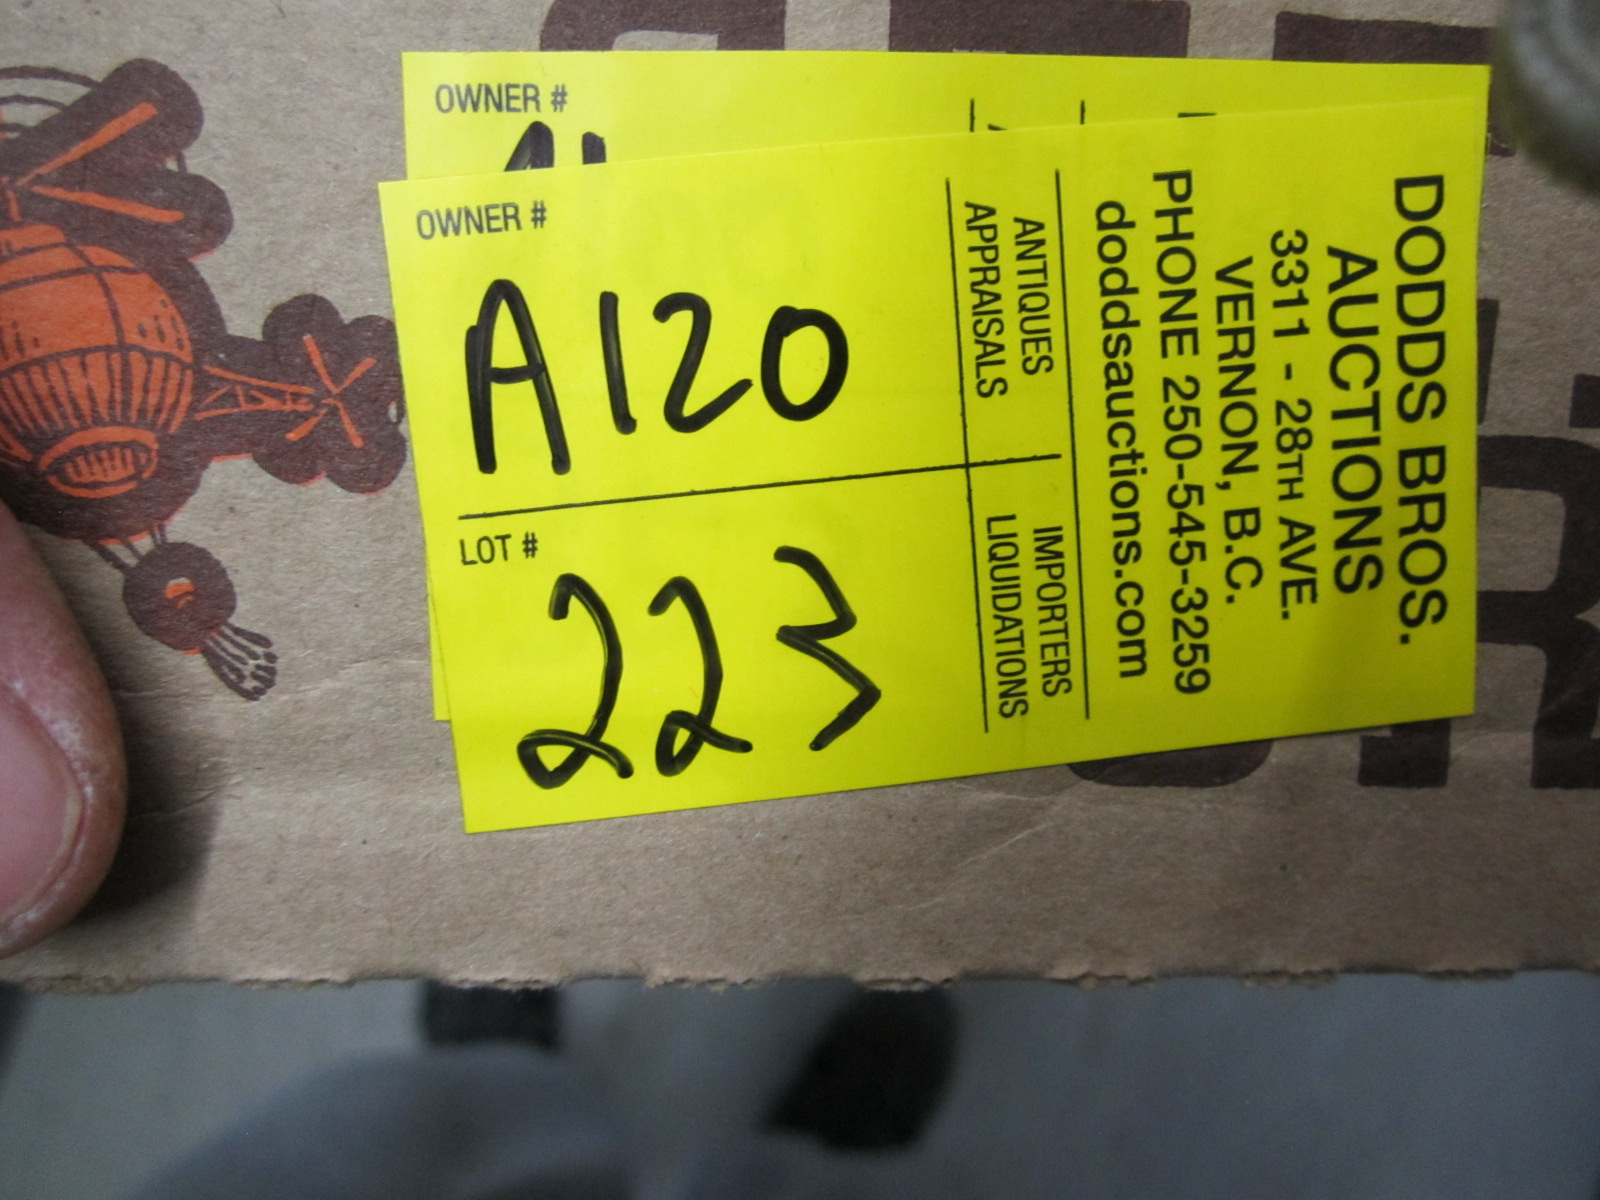 OWNER #
OWNER #
A120
LOT #
223
ANTIQUES
APPRAISALS
IMPORTERS
LIQUIDATIONS
DODDS BROS.
AUCTIONS
3311 - 28TH AVE.
VERNON, B.C.
PHONE 250-545-3259
doddsauctions.com